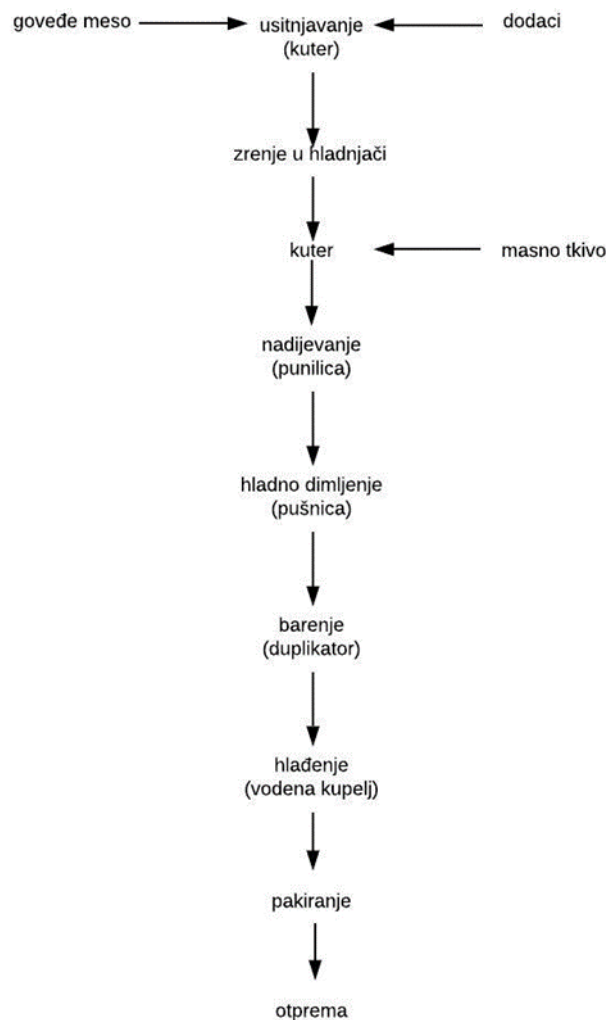 goveđe meso
usitnjavanje
(kuter)
dodaci
zrenje u hladnjači
kuter
masno tkivo
nadijevanje
(punilica)
hladno dimljenje
(pušnica)
barenje
(duplikator)
hlađenje
(vodena kupelj)
pakiranje
otprema